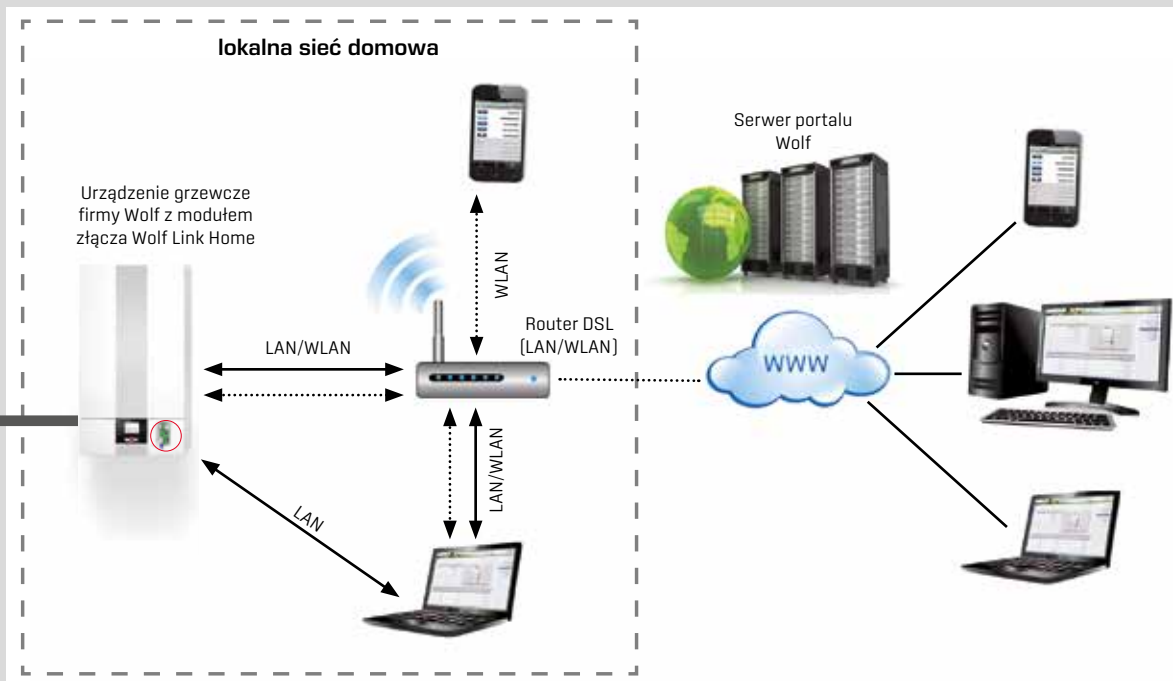 lokalna sieć domowa
Serwer portalu
Wolf
Urządzenie grzewcze
firmy Wolf z modułem
złącza Wolf Link Home
WLAN
Router DSL
(LAN/WLAN)
LAN/WLAN
WWW
LAN/WLAN
LAN